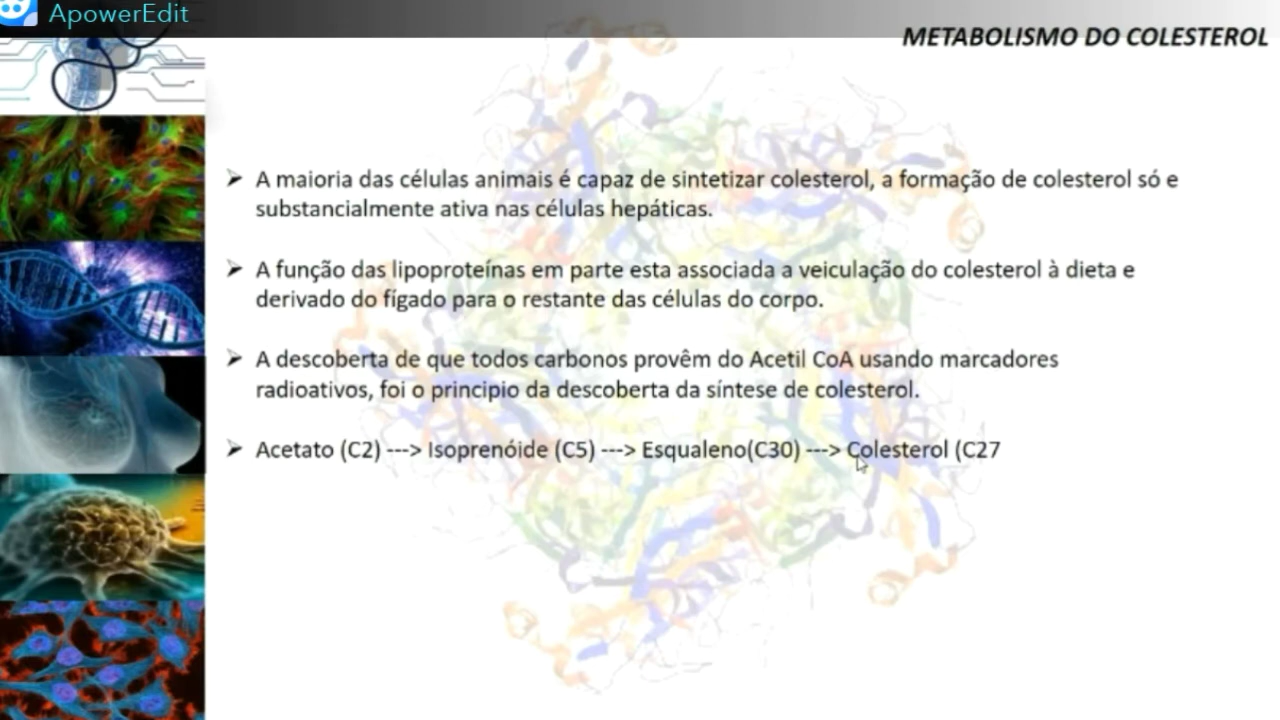 ApowerEdit
METABOLISMO DO COLESTEROL
➢ A maioria das células animais é capaz de sintetizar colesterol, a formação de colesterol só e
substancialmente ativa nas células hepáticas.
➢ A função das lipoproteínas em parte esta associada a veiculação do colesterol à dieta e
derivado do fígado para o restante das células do corpo.
➢ A descoberta de que todos carbonos provêm do Acetil CoA usando marcadores
radioativos, foi o principio da descoberta da síntese de colesterol.
➢ Acetato (C2) ---> Isoprenóide (C5) ---> Esqualeno(C30) ---> Colesterol (C27